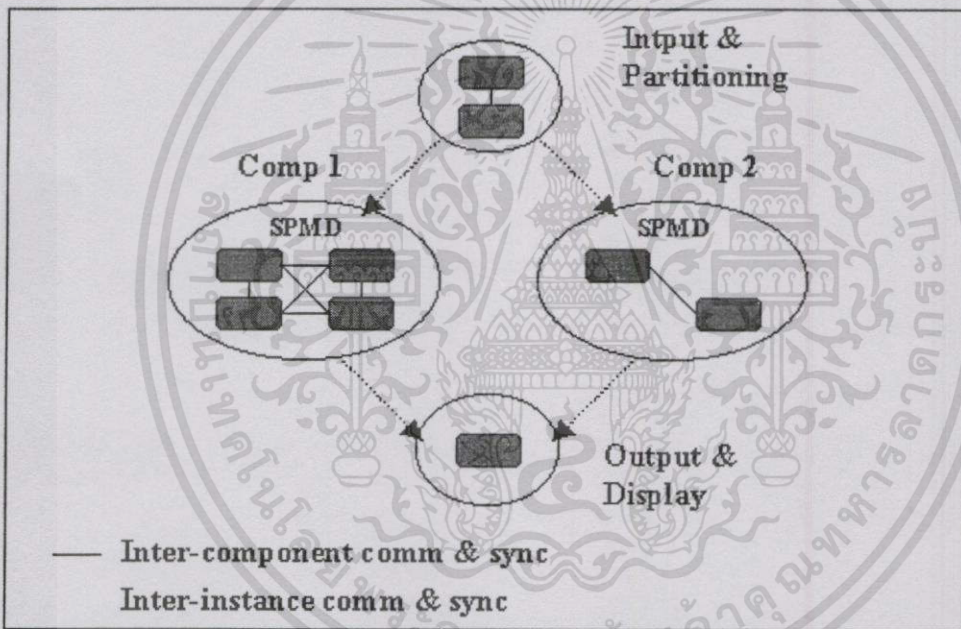 Intput &
Partitioning
Comp 1
Comp 2
SPMD
SPMD
Output &
Display
Inter-component comm & sync
Inter-instance comm & sync